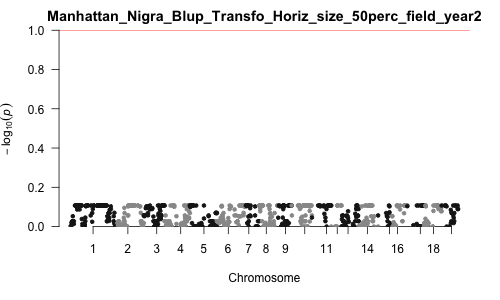 Manhattan_Nigra_Blup_Transfo_Horiz_size_50perc_field_year2
1.0
0.8
0.6
0.4
0.2
0.0
− log10(p)
1 2 3 4 5 6 7 8 9 11 14 16 18
Chromosome